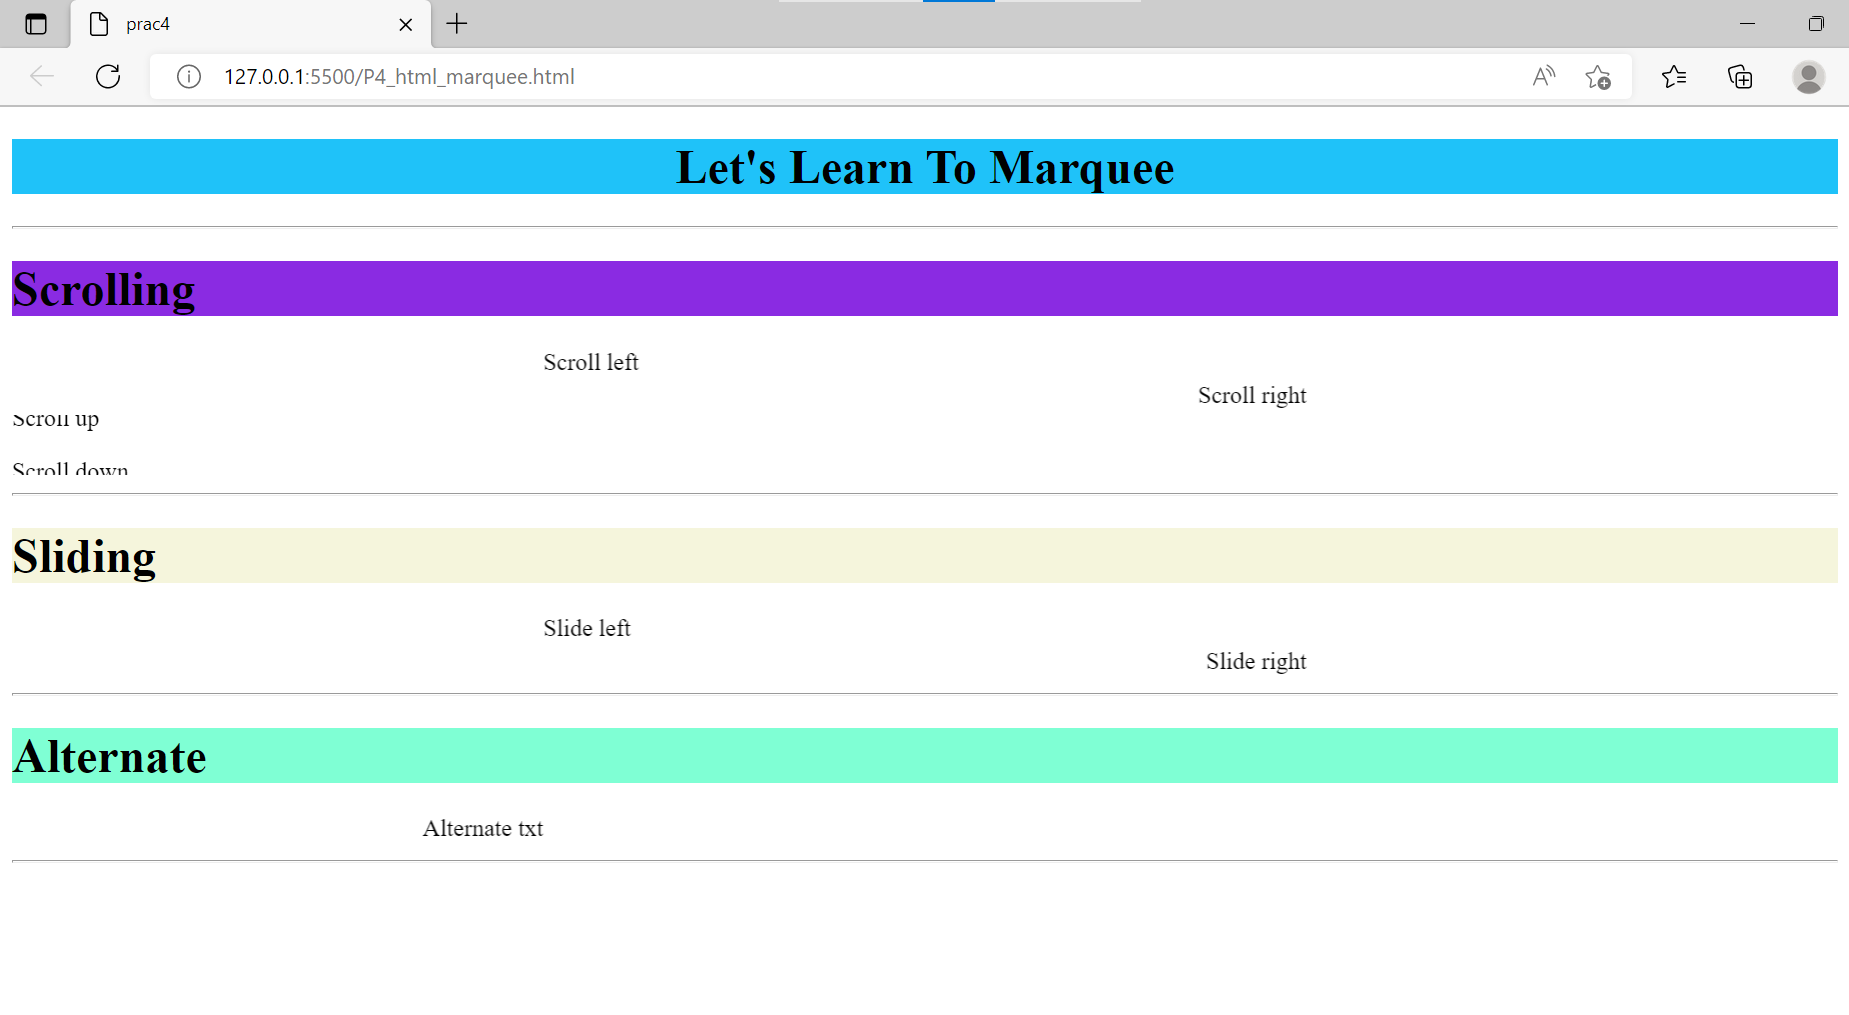 prac4
127.0.0.1:5500/P4_html_marquee.html
Let's Learn To Marquee
Scrolling
Scroll left
Scroll right
Scroll up
Scroll down
Sliding
Slide left
Slide right
Alternate
Alternate txt